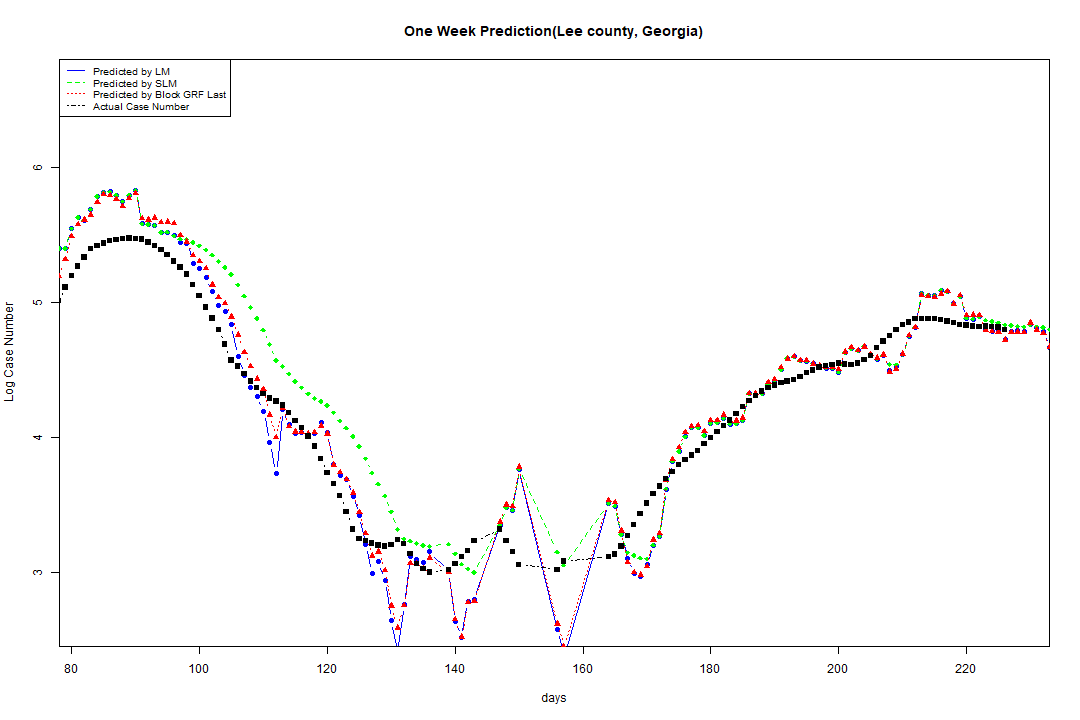 One Week Prediction(Lee county, Georgia)
Predicted by LM
Predicted by SLM
Predicted by Block GRF Last
Actual Case Number
Log Case Number
6
5
4
3
80 100 120 140 160 180 200 220
days